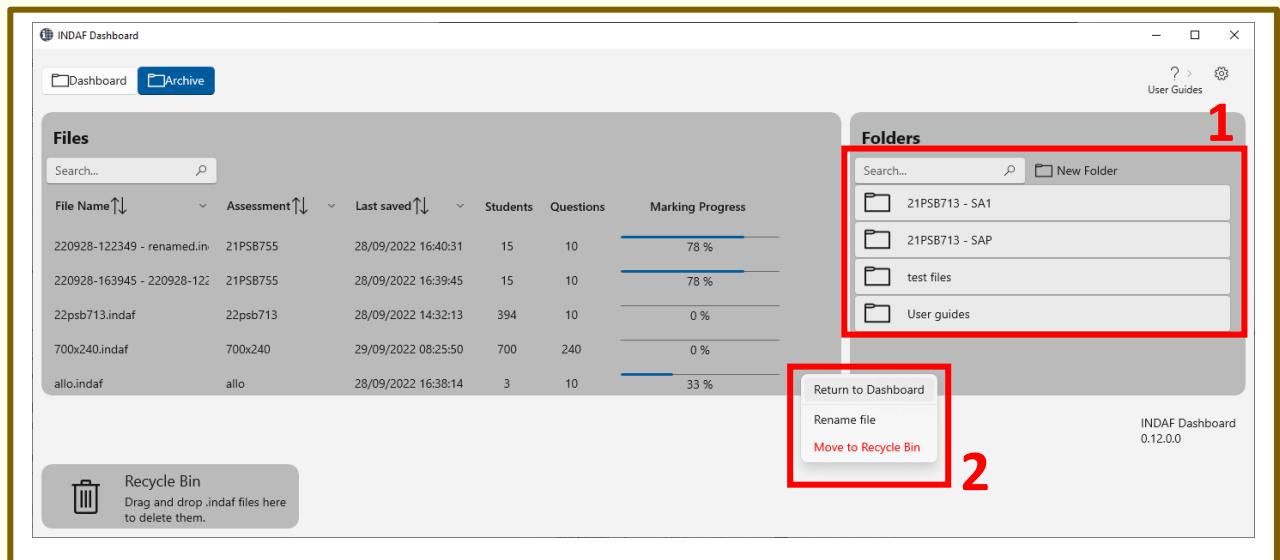 INDAF Dashboard
Dashboard Archive
? >
User Guides
1
Files
Search...
File Name Assessment Last saved Students Questions Marking Progress
220928-122349 - renamed.in 21PSB755 28/09/2022 16:40:31 15 10 78 %
220928-163945 - 220928-122 21PSB755 28/09/2022 16:39:45 15 10 78 %
22psb713.indaf 22psb713 28/09/2022 14:32:13 394 10 0 %
700x240.indaf 700x240 29/09/2022 08:25:50 700 240 0 %
allo.indaf allo 28/09/2022 16:38:14 3 10 33 %
Folders
Search... New Folder
21PSB713 - SA1
21PSB713 - SAP
test files
User guides
Return to Dashboard
Rename file
Move to Recycle Bin
2
INDAF Dashboard
0.12.0.0
Recycle Bin
Drag and drop .indaf files here
to delete them.